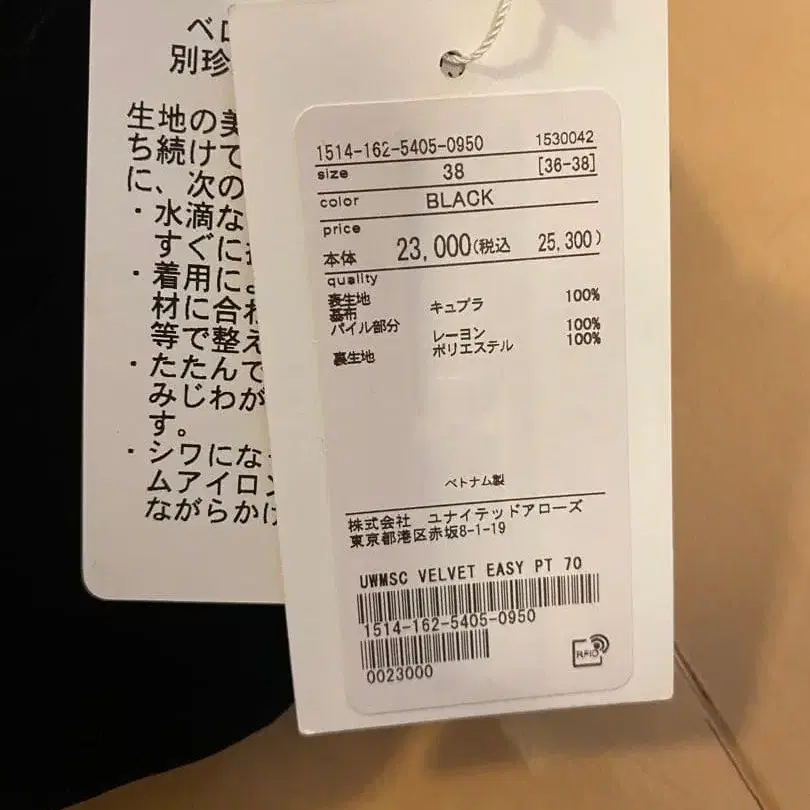 ベロ
別珍
生地の美
ち続けて
に、次の
・水滴な
すぐに
・着用によ
材に合わ
等で整え
・たたんで
みじわが
す。
・シワにな
ムアイロン
ながらかけ
1514-162-5405-0950 1530042
size 38 [36-38]
color BLACK
price
本体 23,000(税込 25,300)
quality
表生地
基布 キュプラ 100%
パイル部分 レーヨン 100%
裏生地 ポリエステル 100%
ベトナム製
株式会社 ユナイテッドアローズ
東京都港区赤坂8-1-19
UWMSC VELVET EASY PT 70
1514-162-5405-0950
0023000
RFID